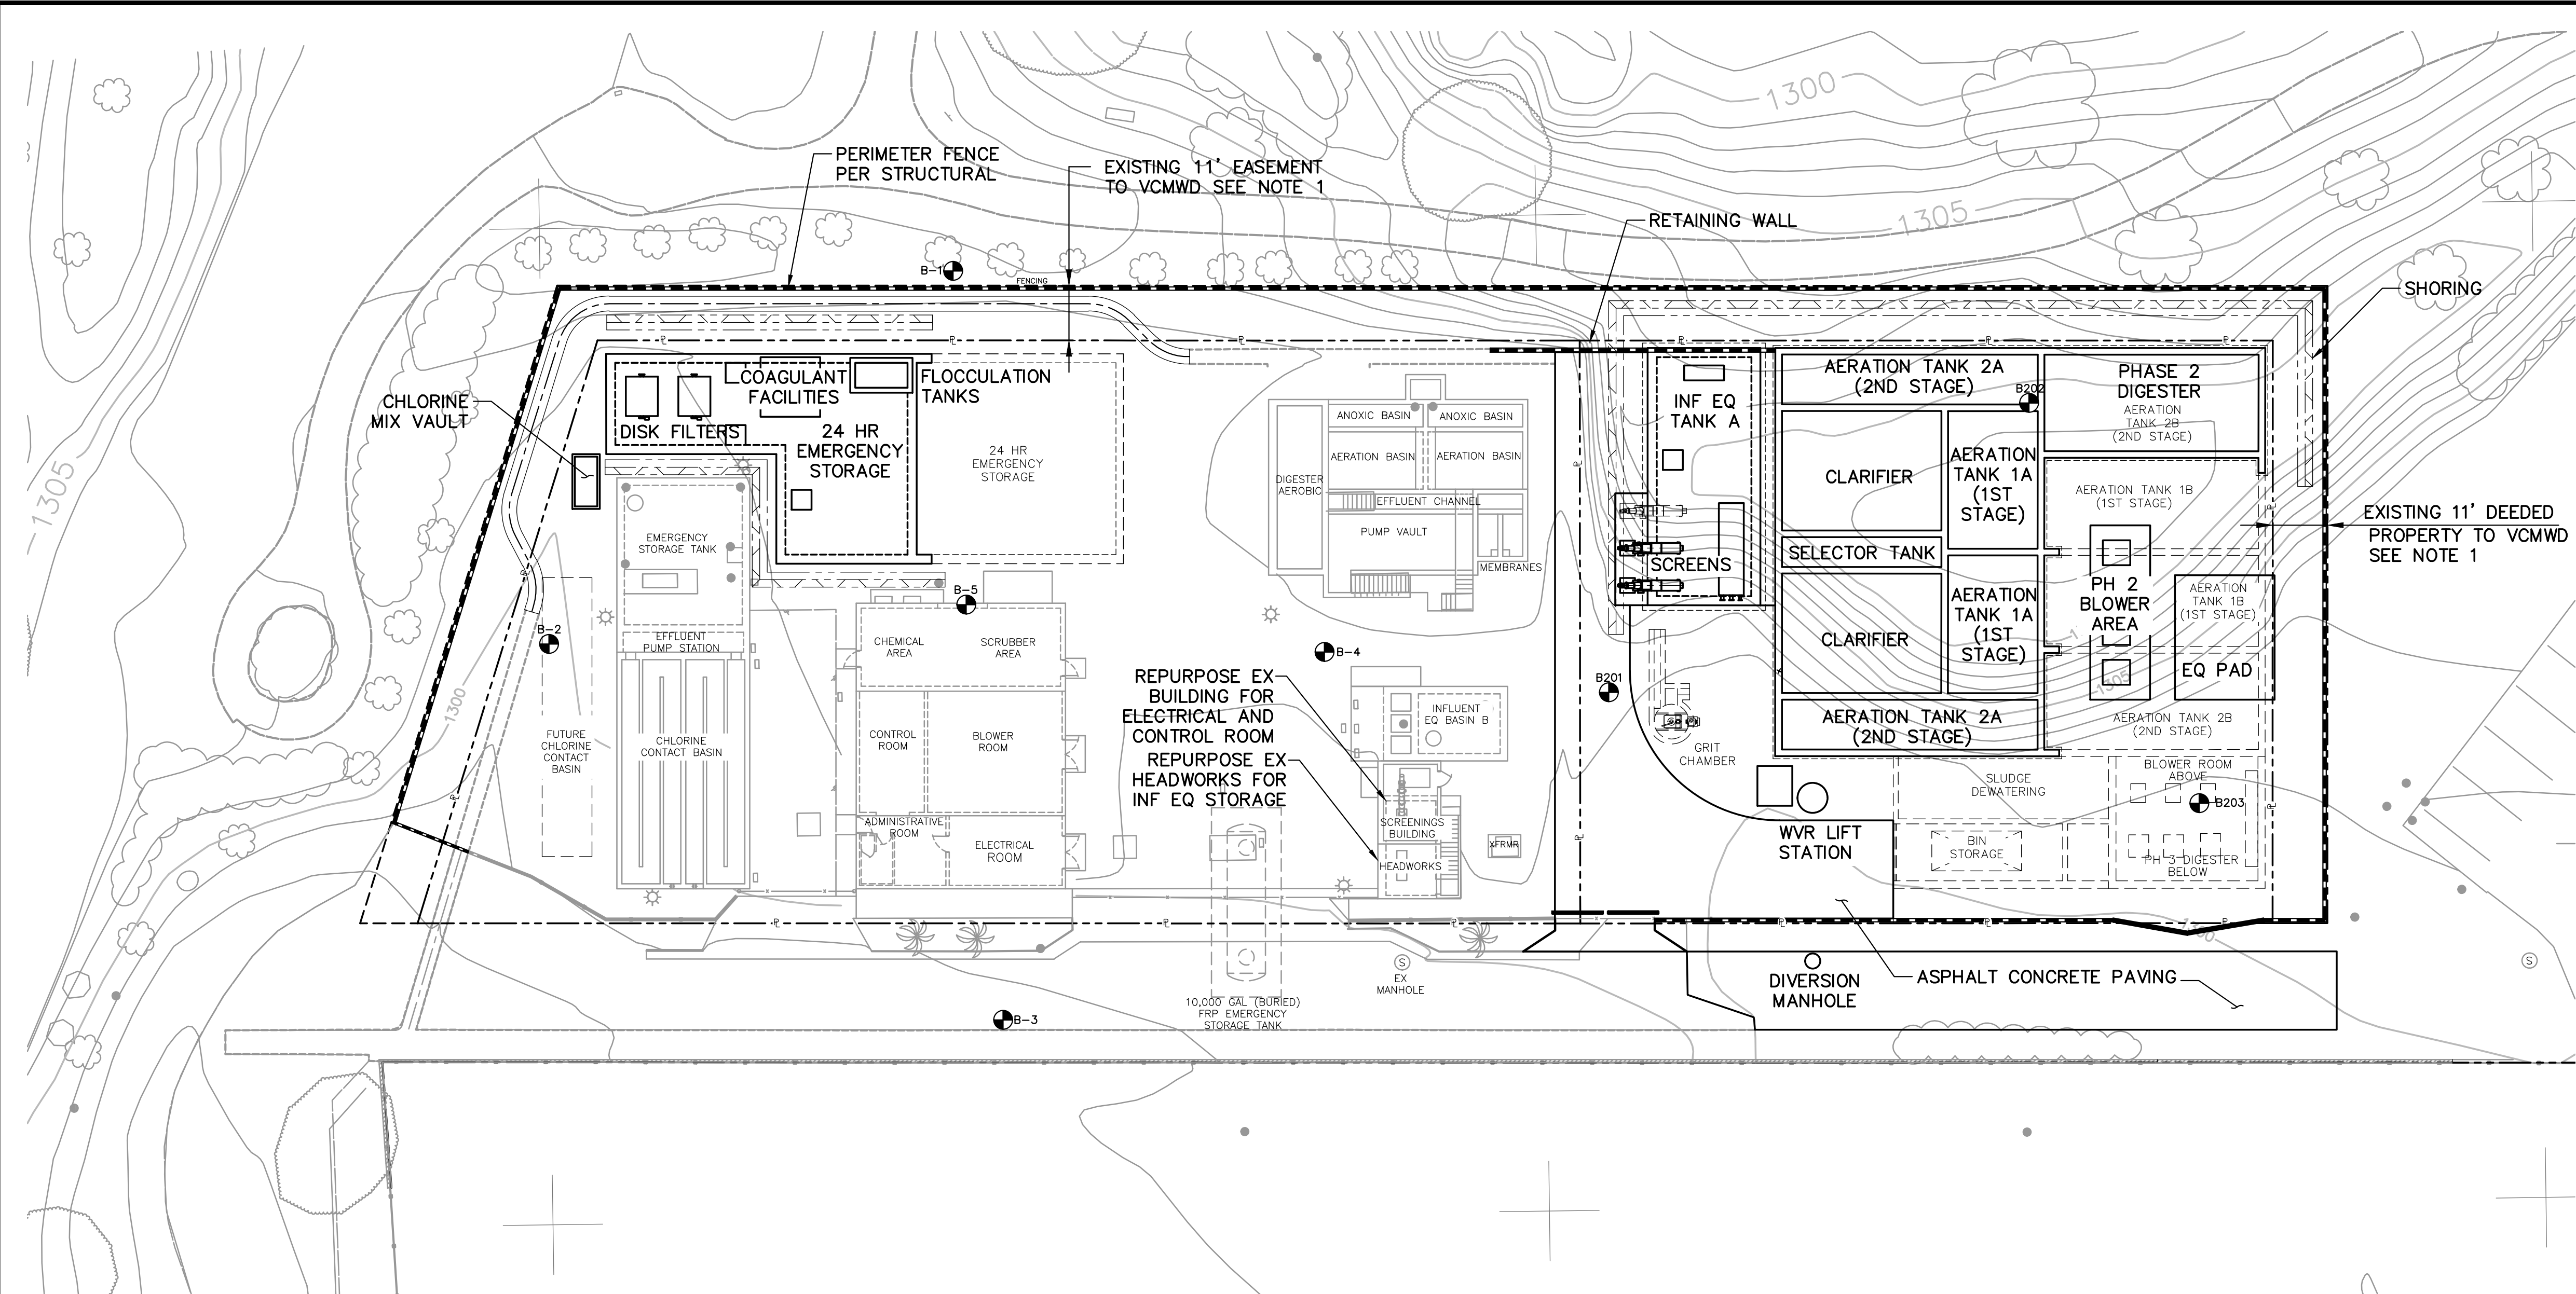 1300
PERIMETER FENCE
PER STRUCTURAL
EXISTING 11' EASEMENT
TO VCMWD SEE NOTE 1
RETAINING WALL
1305
B-1
FENCING
SHORING
CHLORINE
MIX VAULT
COAGULANT
FACILITIES
FLOCCULATION
TANKS
DISK FILTERS
24 HR
EMERGENCY
STORAGE
24 HR
EMERGENCY
STORAGE
DIGESTER
AEROBIC
ANOXIC BASIN
ANOXIC BASIN
AERATION BASIN
AERATION BASIN
EFFLUENT CHANNEL
PUMP VAULT
MEMBRANES
INF EQ
TANK A
SCREENS
AERATION TANK 2A
(2ND STAGE)
B202
PHASE 2
DIGESTER
AERATION
TANK 2B
(2ND STAGE)
CLARIFIER
AERATION
TANK 1A
(1ST
STAGE)
AERATION TANK 1B
(1ST STAGE)
SELECTOR TANK
EXISTING 11' DEEDED
PROPERTY TO VCMWD
SEE NOTE 1
1305
EMERGENCY
STORAGE TANK
B-5
B-2
EFFLUENT
PUMP STATION
CHEMICAL
AREA
SCRUBBER
AREA
B-4
CLARIFIER
AERATION
TANK 1A
(1ST
STAGE)
PH 2
BLOWER
AREA
AERATION
TANK 1B
(1ST STAGE)
EQ PAD
1305
B201
REPURPOSE EX
BUILDING FOR
ELECTRICAL AND
CONTROL ROOM
REPURPOSE EX
HEADWORKS FOR
INF EQ STORAGE
INFLUENT
EQ BASIN B
1300
FUTURE
CHLORINE
CONTACT
BASIN
CHLORINE
CONTACT BASIN
CONTROL
ROOM
BLOWER
ROOM
GRIT
CHAMBER
AERATION TANK 2A
(2ND STAGE)
AERATION TANK 2B
(2ND STAGE)
BLOWER ROOM
ABOVE
SLUDGE
DEWATERING
B203
ADMINISTRATIVE
ROOM
ELECTRICAL
ROOM
SCREENINGS
BUILDING
HEADWORKS
XFRMR
WVR LIFT
STATION
BIN
STORAGE
PH 3 DIGESTER
BELOW
1300
EX
MANHOLE
S
S
DIVERSION
MANHOLE
ASPHALT CONCRETE PAVING
10,000 GAL (BURIED)
FRP EMERGENCY
STORAGE TANK
B-3